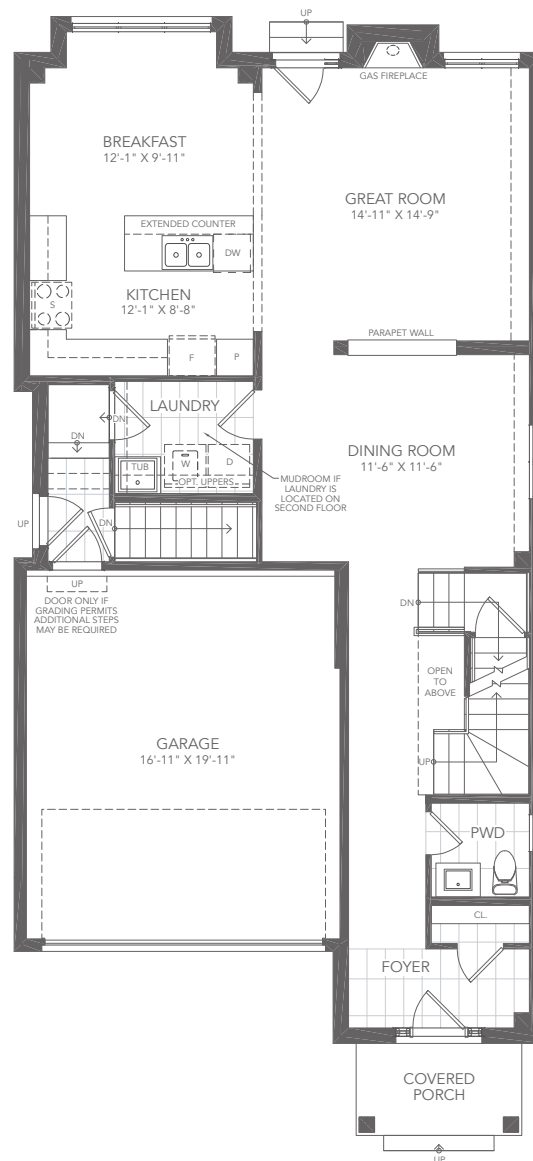 UP
GAS FIREPLACE
BREAKFAST
12'-1" X 9'-11"
GREAT ROOM
14'-11" X 14'-9"
EXTENDED COUNTER
DW
S
KITCHEN
12'-1" X 8'-8"
F
P
PARAPET WALL
LAUNDRY
DN
DN
TUB
W
D
OPT. UPPERS
DINING ROOM
11'-6" X 11'-6"
MUDROOM IF
LAUNDRY IS
LOCATED ON
SECOND FLOOR
UP
DN
UP
DOOR ONLY IF
GRADING PERMITS
ADDITIONAL STEPS
MAY BE REQUIRED
DN
OPEN
TO
ABOVE
UP
GARAGE
16'-11" X 19'-11"
PWD
CL.
FOYER
COVERED
PORCH
UP